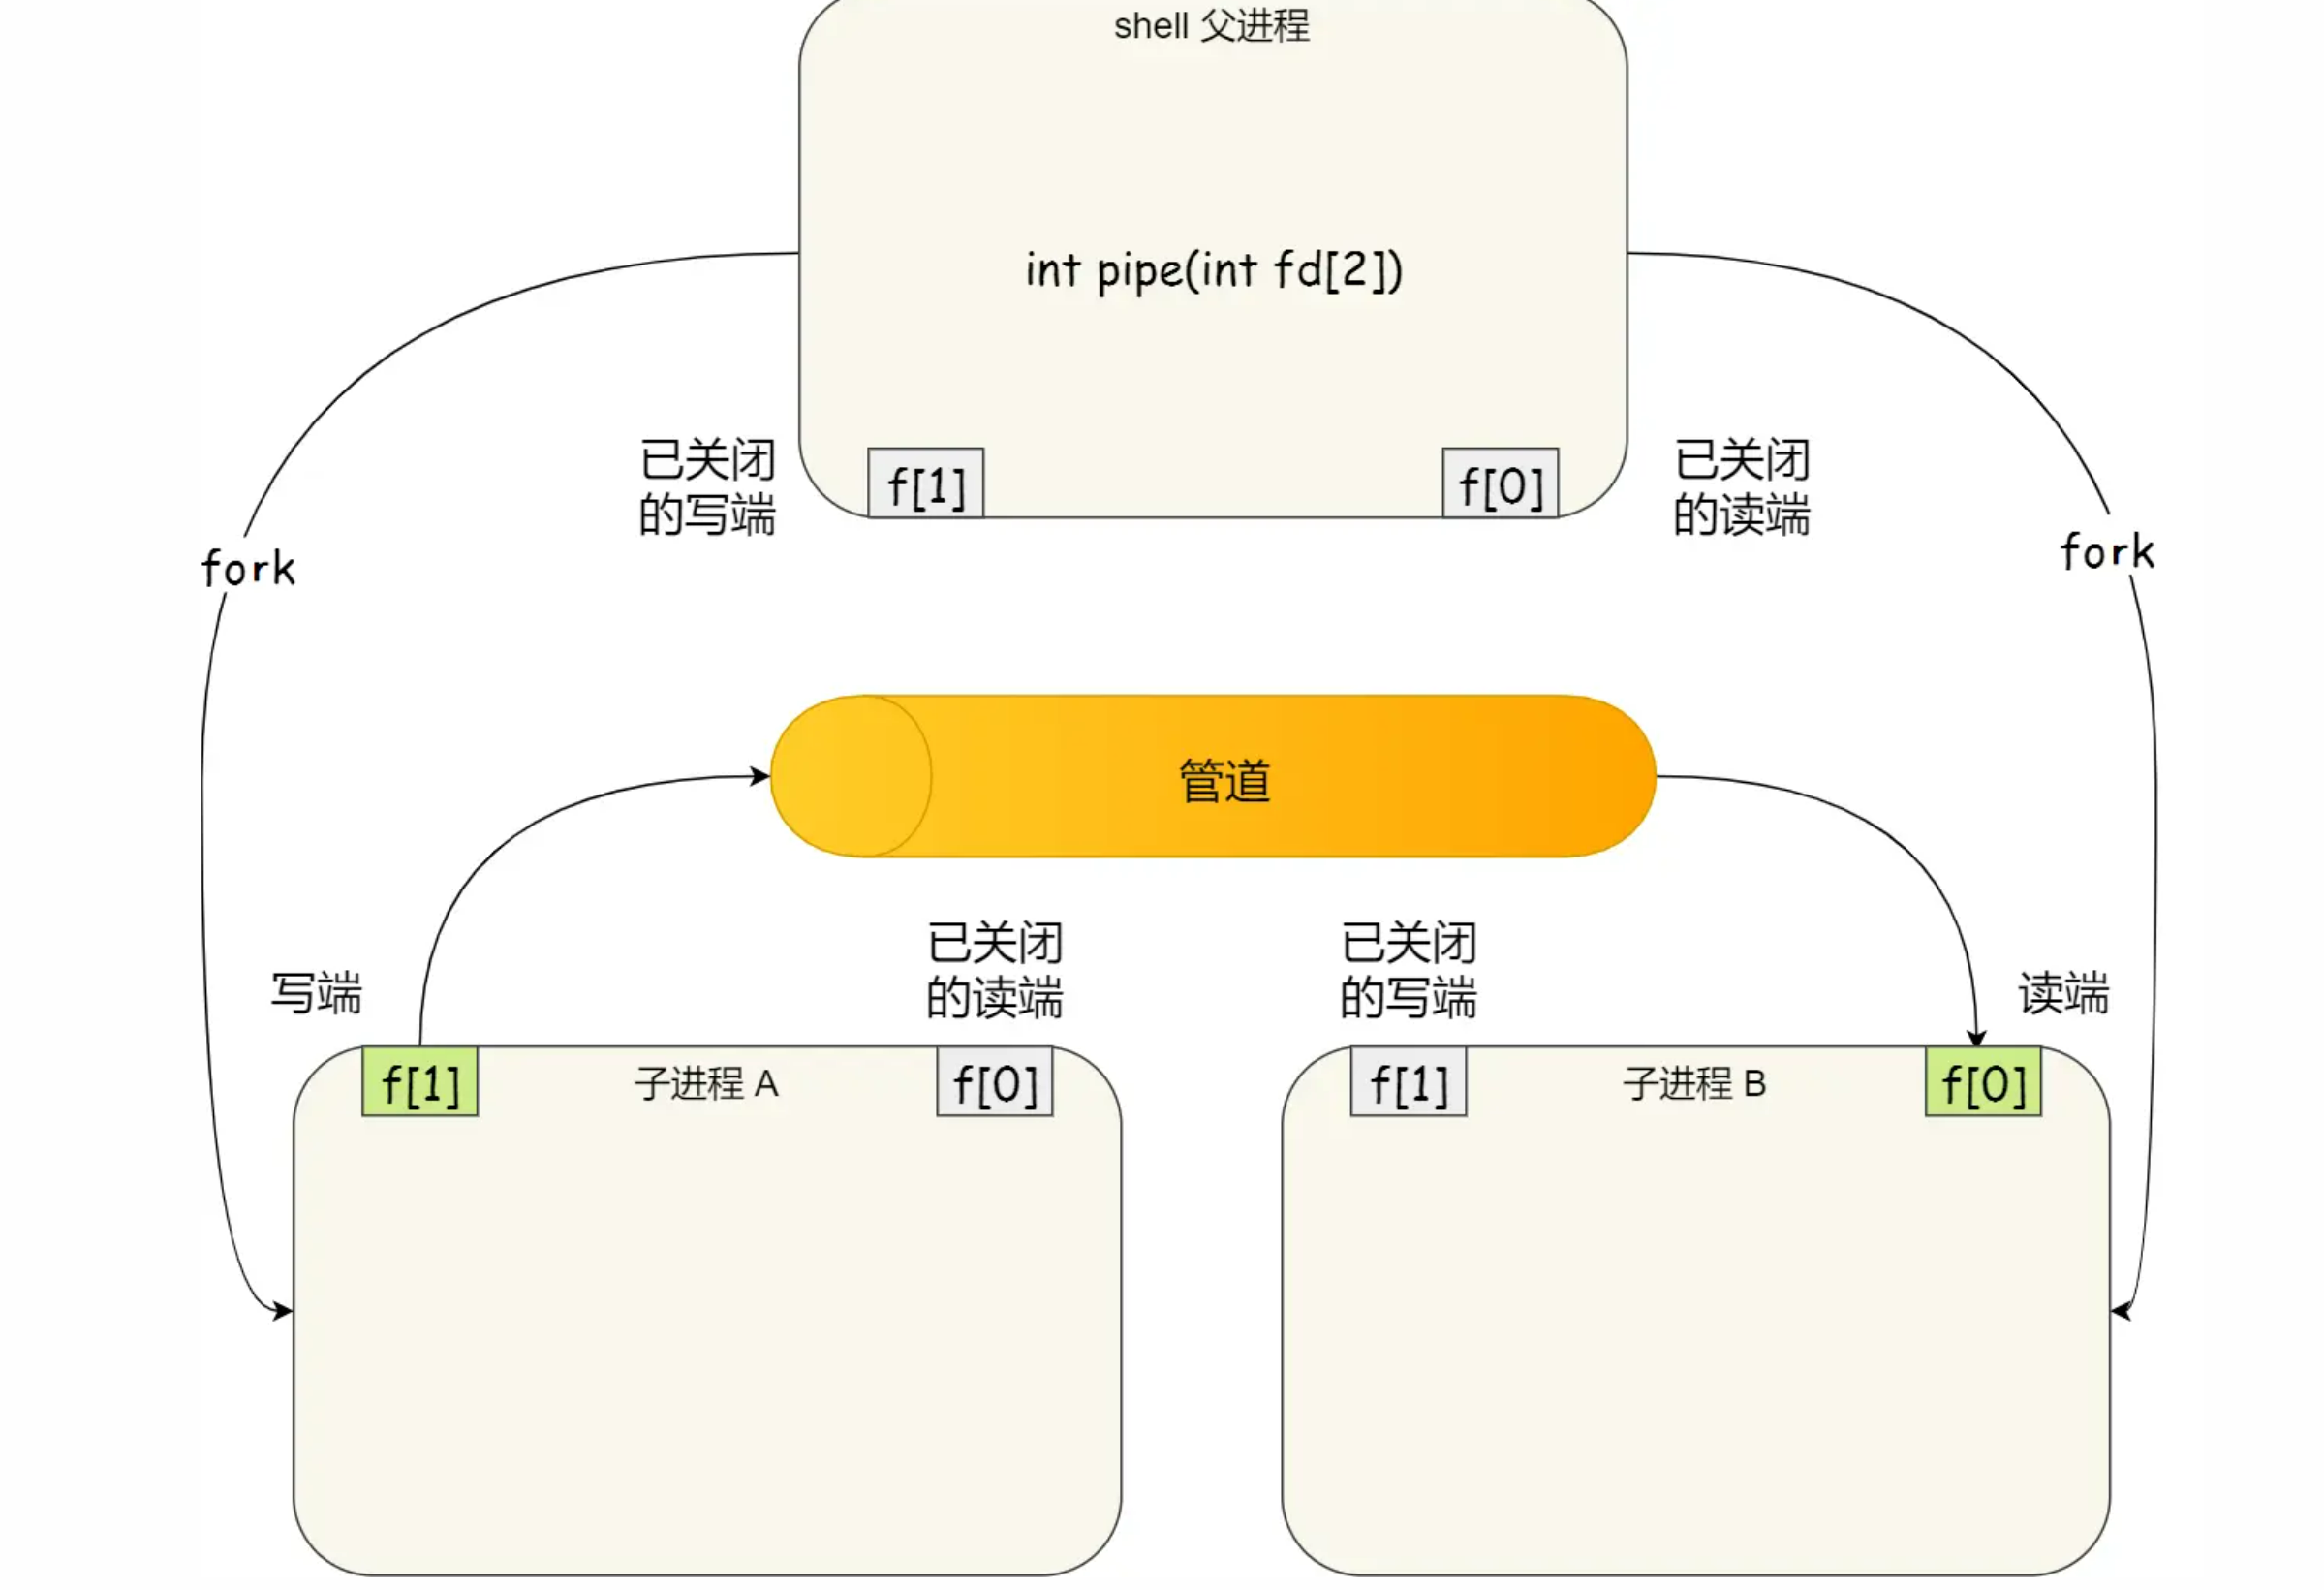 shell 父进程
int pipe(int fd[2])
已关闭
的写端
f[1]
f[0]
已关闭
的读端
fork
fork
管道
写端
已关闭
的读端
已关闭
的写端
读端
f[1]
子进程 A
f[0]
f[1]
子进程 B
f[0]